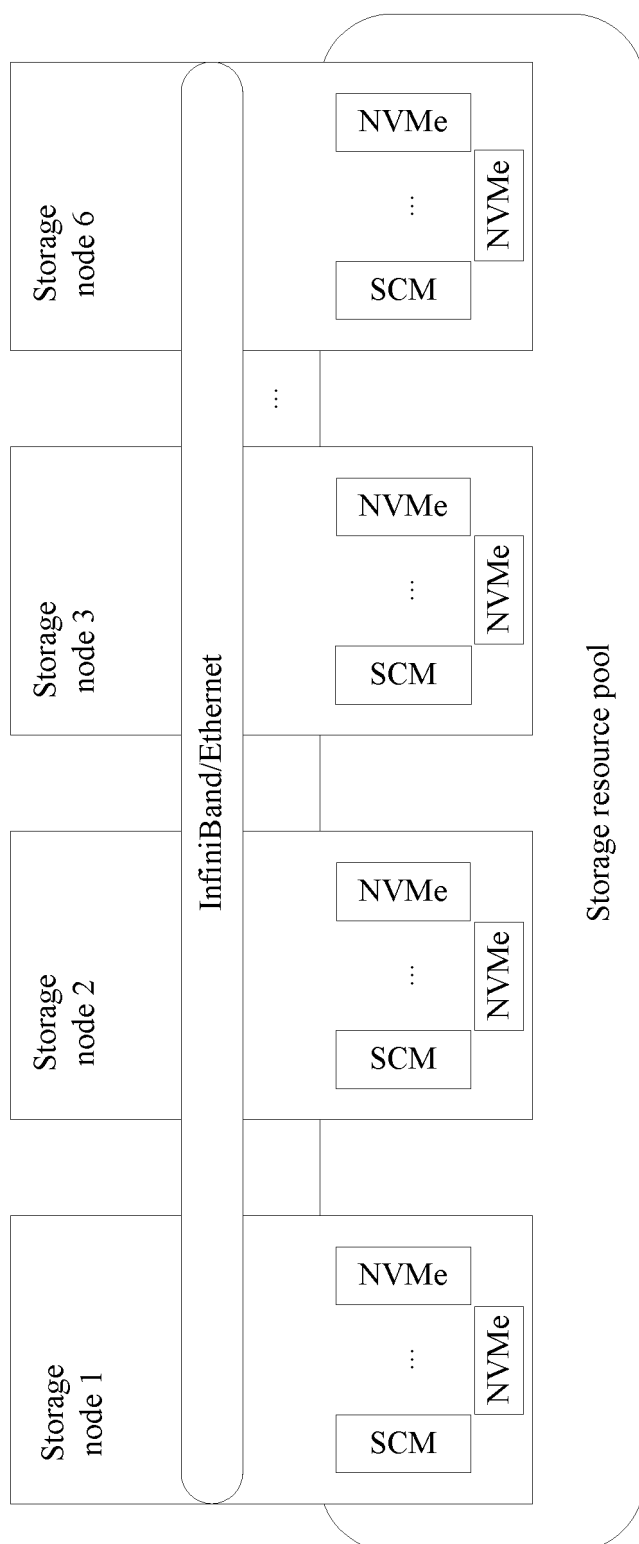 Storage
node 1
Storage
node 2
Storage
node 3
Storage
node 6
InfiniBand/Ethernet
...
SCM
...
NVMe
NVMe
SCM
...
NVMe
NVMe
SCM
...
NVMe
NVMe
SCM
...
NVMe
NVMe
Storage resource pool